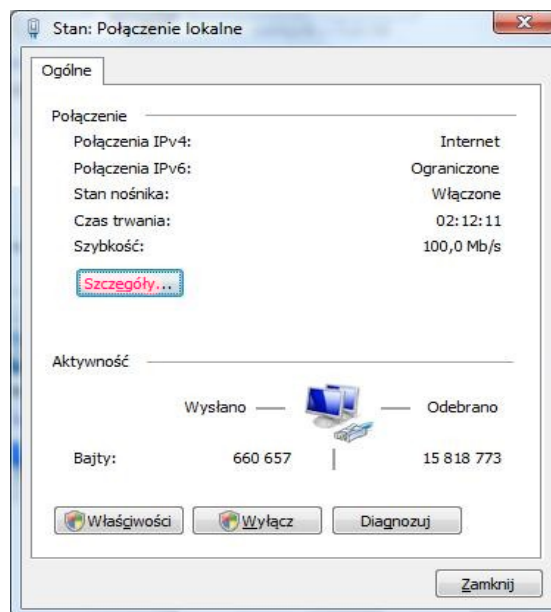 Stan: Połączenie lokalne
Ogólne
Połączenie
Połączenia IPv4: Internet
Połączenia IPv6: Ograniczone
Stan nośnika: Włączone
Czas trwania: 02:12:11
Szybkość: 100,0 Mb/s
Szczegóły...
Aktywność
Wysłano — Odebrano
Bajty: 660 657 | 15 818 773
Właściwości Wyłącz Diagnozuj
Zamknij